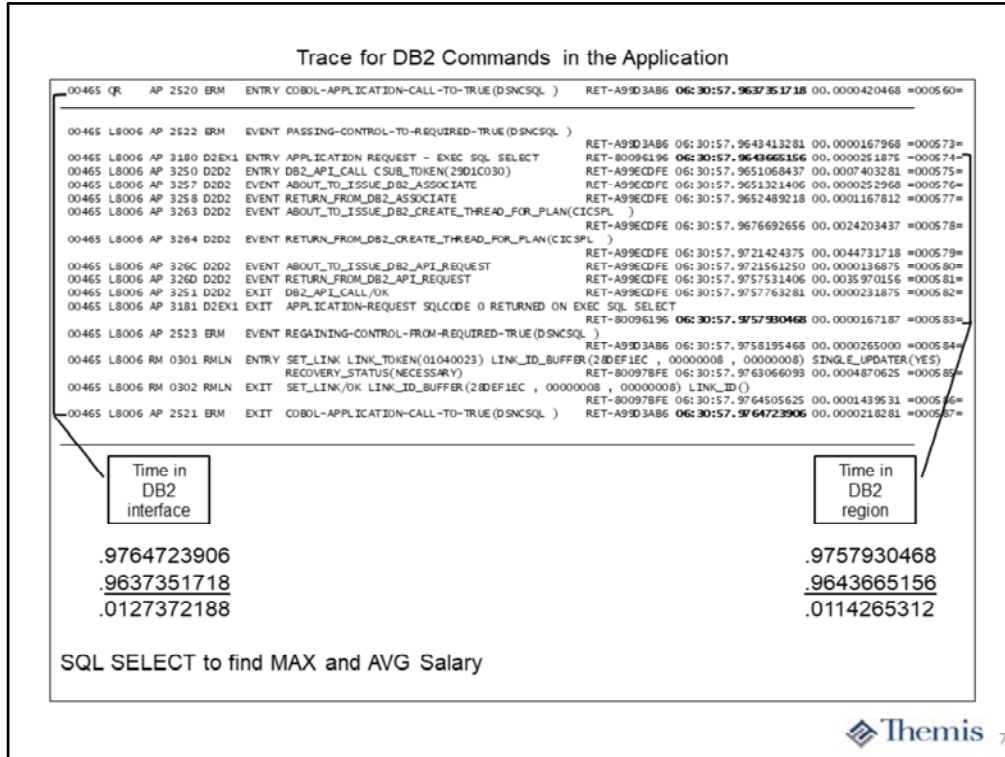 Trace for DB2 Commands in the Application
00465 QR AP 2520 ERM ENTRY COBOL-APPLICATION-CALL-TO-TRUE(DSNCSQL ) RET-A99D3AB6 06:30:57.9637351718 00.0000420468 =000560=
00465 L8006 AP 2522 ERM EVENT PASSING-CONTROL-TO-REQUIRED-TRUE(DSNCSQL )
RET-A99D3AB6 06:30:57.9643413281 00.0000167968 =000573=
00465 L8006 AP 3180 D2EX1 ENTRY APPLICATION REQUEST - EXEC SQL SELECT RET-80096196 06:30:57.9643665156 00.0000251875 =000574=
00465 L8006 AP 3250 D2D2 ENTRY DB2_API_CALL CSUB_TOKEN(29D1C030) RET-A99ECDFE 06:30:57.9651068437 00.0007403281 =000575=
00465 L8006 AP 3257 D2D2 EVENT ABOUT_TO_ISSUE_DB2_ASSOCIATE RET-A99ECDFE 06:30:57.9651321406 00.0000252968 =000576=
00465 L8006 AP 3258 D2D2 EVENT RETURN_FROM_DB2_ASSOCIATE RET-A99ECDFE 06:30:57.9652489218 00.0001167812 =000577=
00465 L8006 AP 3263 D2D2 EVENT ABOUT_TO_ISSUE_DB2_CREATE_THREAD_FOR_PLAN(CICSPL )
RET-A99ECDFE 06:30:57.9676692656 00.0024203437 =000578=
00465 L8006 AP 3264 D2D2 EVENT RETURN_FROM_DB2_CREATE_THREAD_FOR_PLAN(CICSPL )
RET-A99ECDFE 06:30:57.9721424375 00.0044731718 =000579=
00465 L8006 AP 326C D2D2 EVENT ABOUT_TO_ISSUE_DB2_API_REQUEST RET-A99ECDFE 06:30:57.9721561250 00.0000136875 =000580=
00465 L8006 AP 326D D2D2 EVENT RETURN_FROM_DB2_API_REQUEST RET-A99ECDFE 06:30:57.9757531406 00.0035970156 =000581=
00465 L8006 AP 3251 D2D2 EXIT DB2_API_CALL/OK RET-A99ECDFE 06:30:57.9757763281 00.0000231875 =000582=
00465 L8006 AP 3181 D2EX1 EXIT APPLICATION-REQUEST SQLCODE 0 RETURNED ON EXEC SQL SELECT
RET-80096196 06:30:57.9757930468 00.0000167187 =000583=
00465 L8006 AP 2523 ERM EVENT REGAINING-CONTROL-FROM-REQUIRED-TRUE(DSNCSQL )
RET-A99D3AB6 06:30:57.9758195468 00.0000265000 =000584=
00465 L8006 RM 0301 RMLN ENTRY SET_LINK LINK_TOKEN(01040023) LINK_ID_BUFFER(28DEF1EC , 00000008 , 00000008) SINGLE_UPDATER(YES)
RECOVERY_STATUS(NECESSARY) RET-80097BFE 06:30:57.9763066093 00.0004870625 =000585=
00465 L8006 RM 0302 RMLN EXIT SET_LINK/OK LINK_ID_BUFFER(28DEF1EC , 00000008 , 00000008) LINK_ID()
RET-80097BFE 06:30:57.9764505625 00.0001439531 =000586=
00465 L8006 AP 2521 ERM EXIT COBOL-APPLICATION-CALL-TO-TRUE(DSNCSQL ) RET-A99D3AB6 06:30:57.9764723906 00.0000218281 =000587=
Time in
DB2
interface
Time in
DB2
region
.9764723906
.9637351718
.0127372188
.9757930468
.9643665156
.0114265312
SQL SELECT to find MAX and AVG Salary
Themis 7